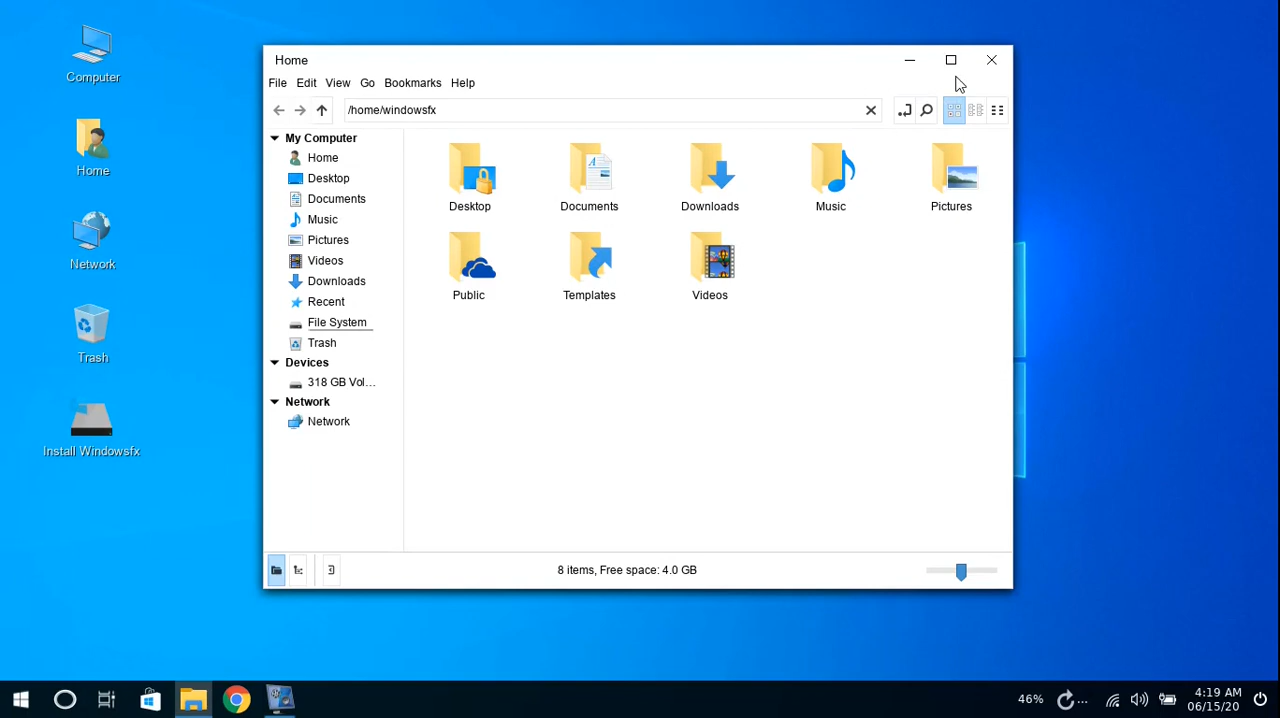 Computer
Home
Network
Trash
Install Windowsfx
Home
File Edit View Go Bookmarks Help
/home/windowsfx
My Computer
Home
Desktop
Documents
Music
Pictures
Videos
Downloads
Recent
File System
Trash
Devices
318 GB Vol...
Network
Network
Desktop Documents Downloads Music Pictures
Public Templates Videos
8 items, Free space: 4.0 GB
46% ... 4:19 AM
06/15/20